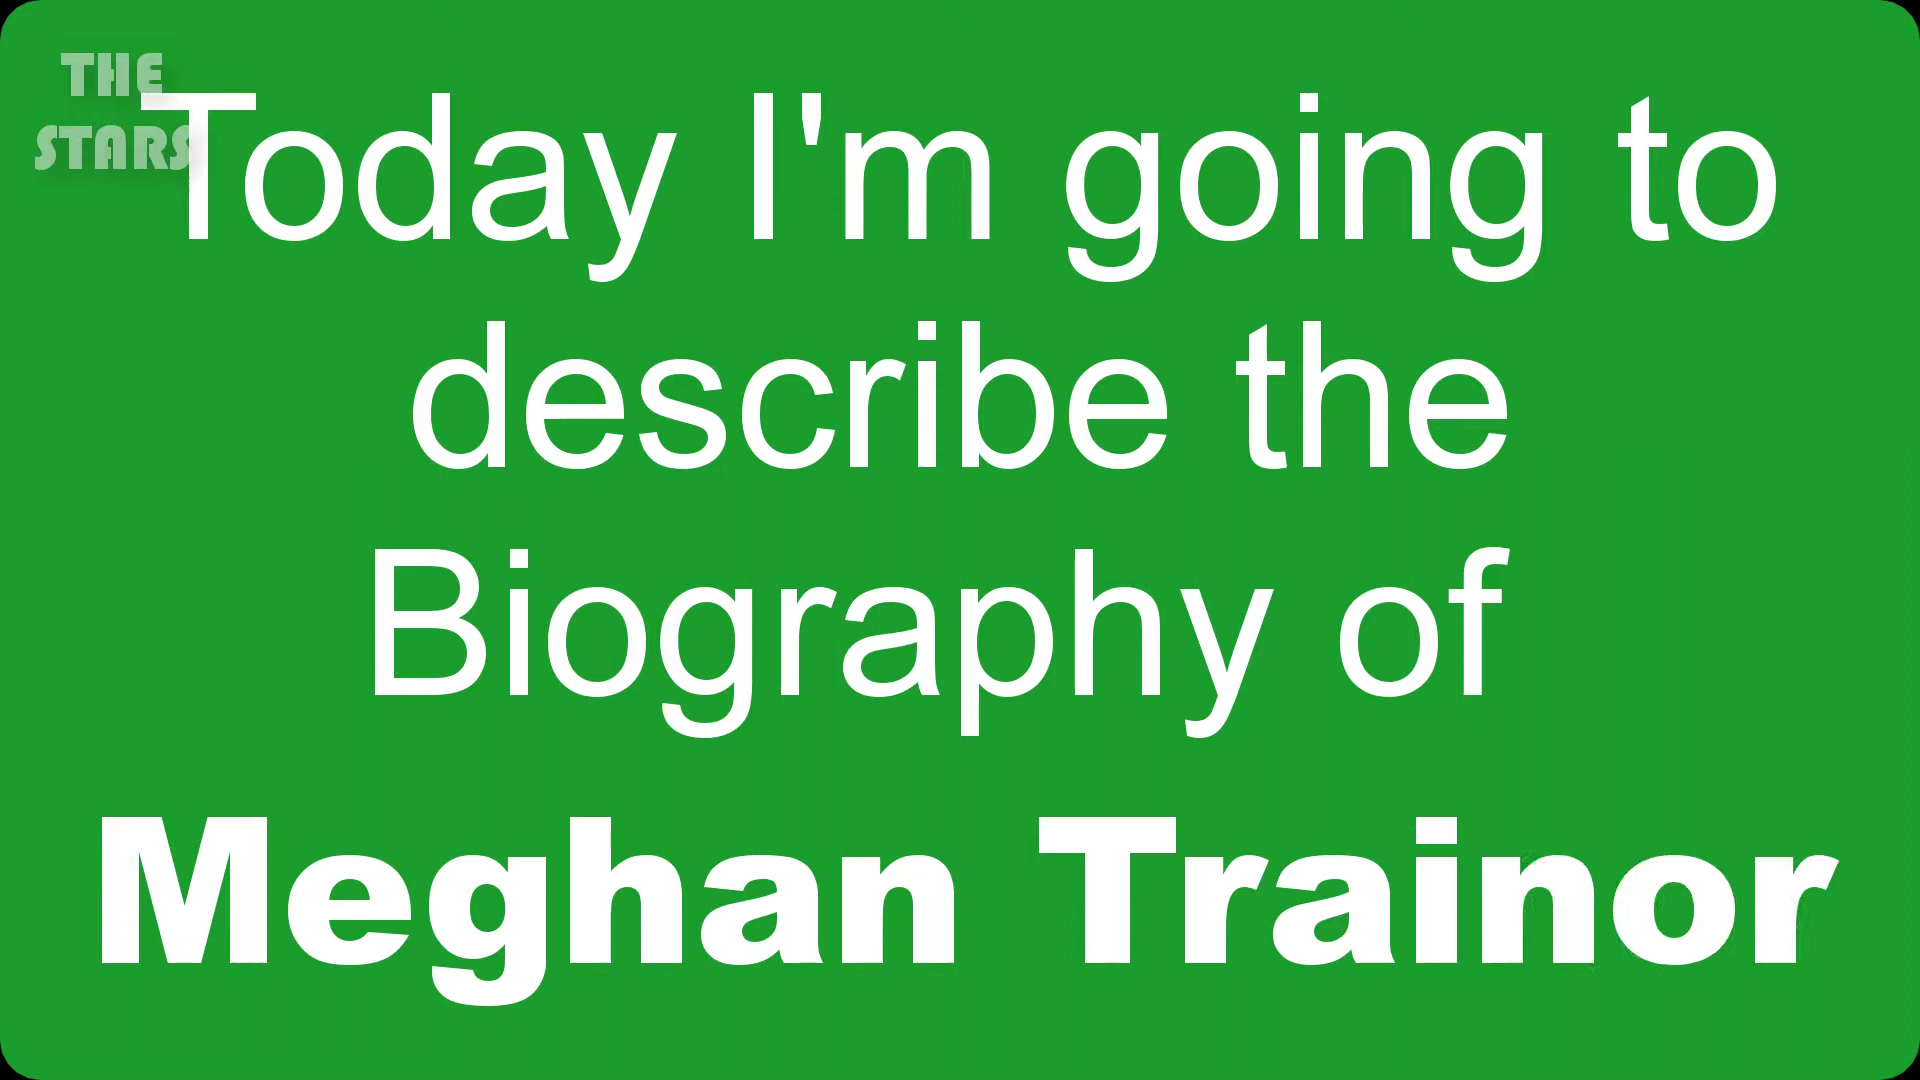 THE
STARS
Today I'm going to
describe the
Biography of
Meghan Trainor